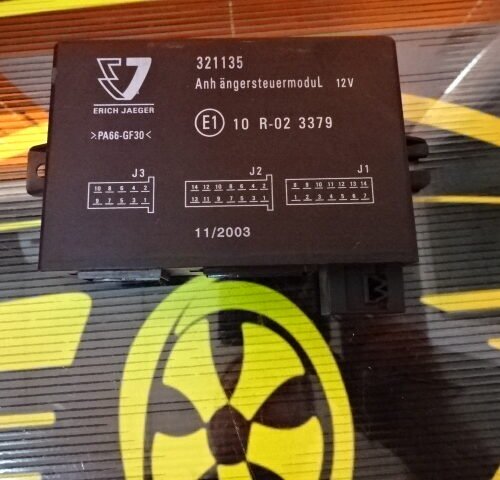 321135
Anhängersteuermodul 12V
ERICH JAEGER
E1 10 R-02 3379
>PA66-GF30<
J3 J2 J1
10 8 6 4 2
9 7 5 3 1
14 12 10 8 6 4 2
13 11 9 7 5 3 1
8 9 10 11 12 13 14
1 2 3 4 5 6 7
11/2003